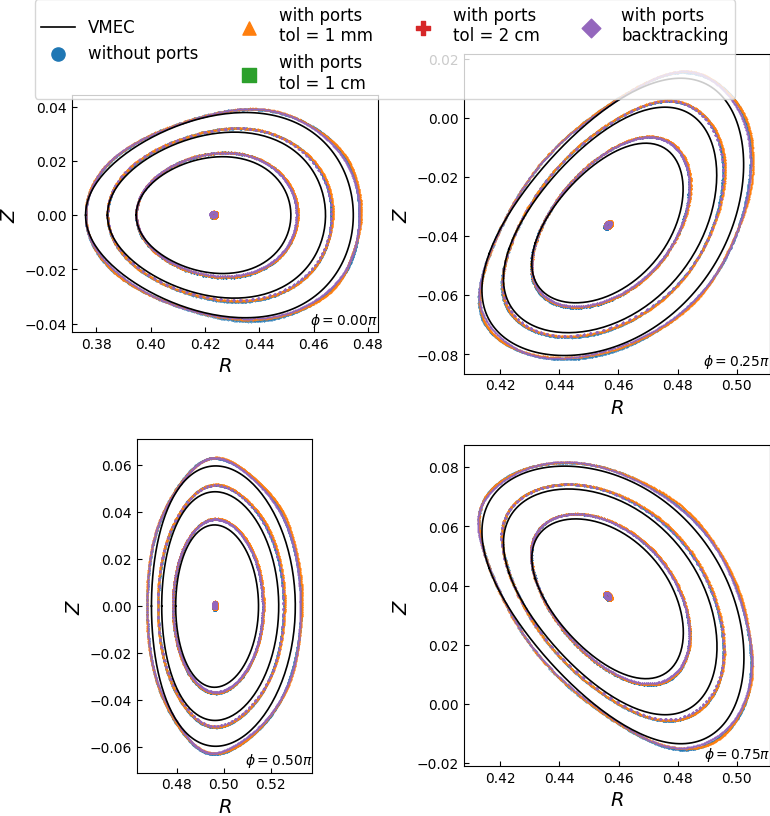 VMEC
without ports
with ports
tol = 1 mm
with ports
tol = 1 cm
with ports
tol = 2 cm
with ports
backtracking
0.04
0.02
0.00
−0.02
−0.04
Z
0.38 0.40 0.42 0.44 0.46 0.48
R
ϕ = 0.00π
0.02
0.00
−0.02
−0.04
−0.06
−0.08
Z
0.42 0.44 0.46 0.48 0.50
R
ϕ = 0.25π
0.06
0.04
0.02
0.00
−0.02
−0.04
−0.06
Z
0.48 0.50 0.52
R
ϕ = 0.50π
0.08
0.06
0.04
0.02
0.00
−0.02
Z
0.42 0.44 0.46 0.48 0.50
R
ϕ = 0.75π